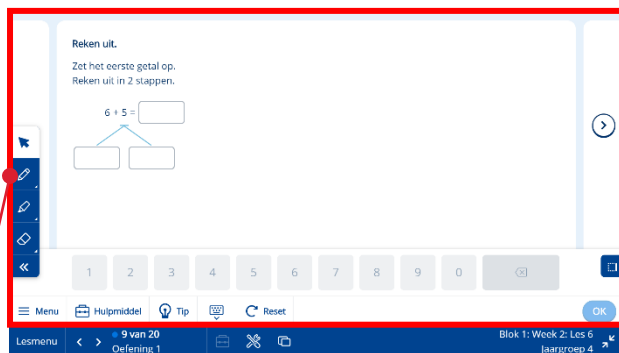 Reken uit.
Zet het eerste getal op.
Reken uit in 2 stappen.
6 + 5 =
1 2 3 4 5 6 7 8 9 0
Menu Hulpmiddel Tip Reset OK
Lesmenu 9 van 20 Blok 1: Week 2: Les 6
Oefening 1 Jaargroep 4